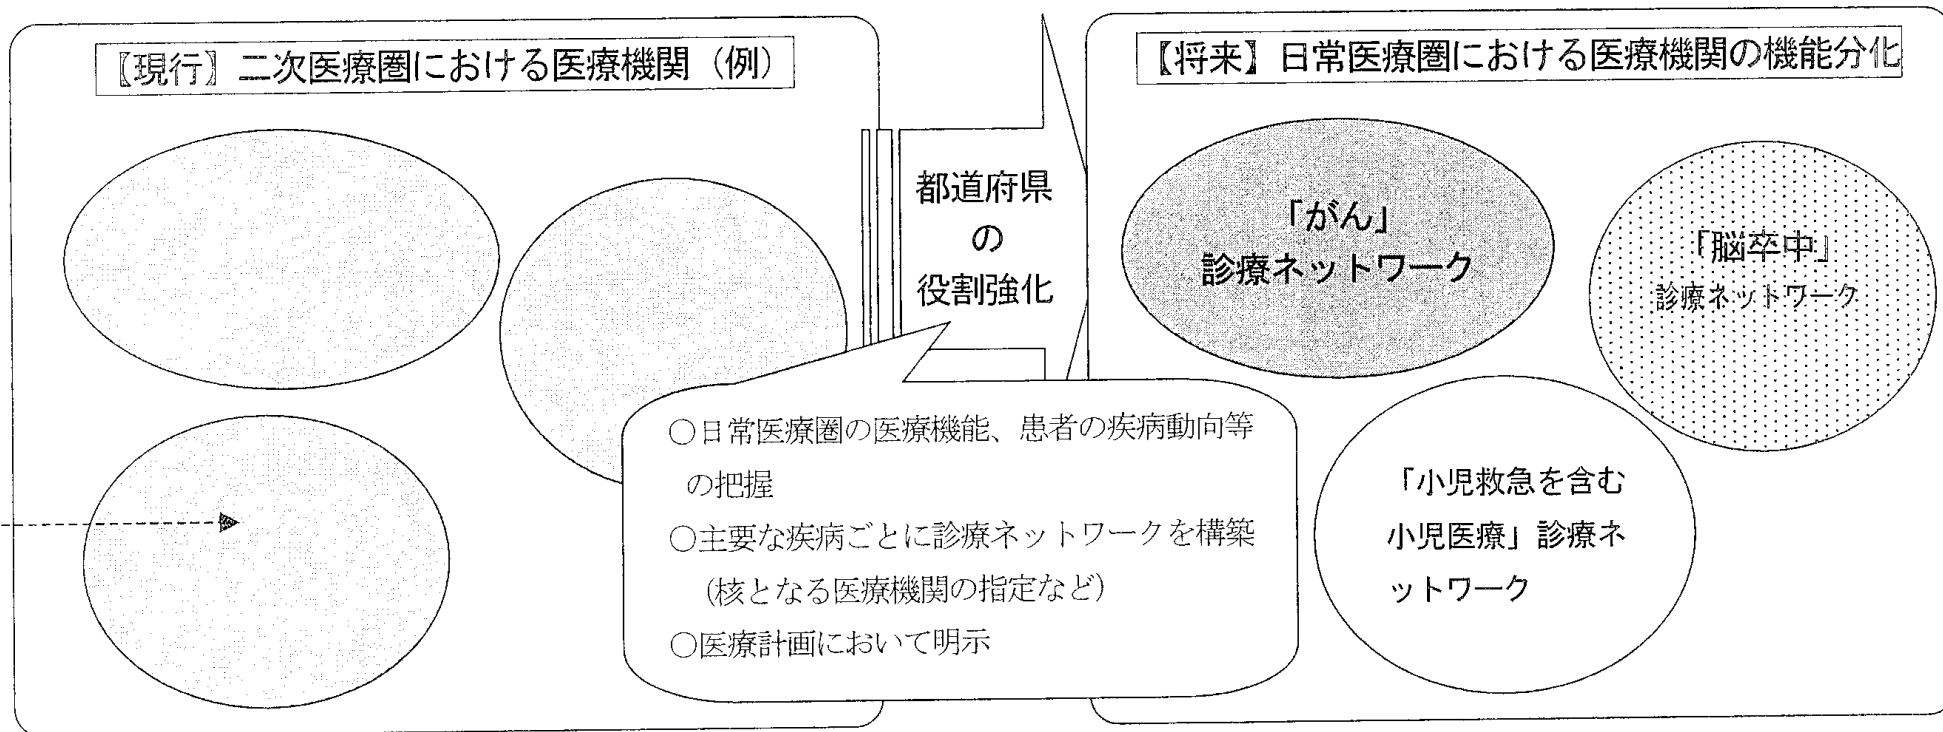 【現行】二次医療圏における医療機関（例）
都道府県
の
役割強化
○日常医療圏の医療機能、患者の疾病動向等
の把握
○主要な疾病ごとに診療ネットワークを構築
（核となる医療機関の指定など）
○医療計画において明示
【将来】日常医療圏における医療機関の機能分化
「がん」
診療ネットワーク
「脳卒中」
診療ネットワーク
「小児救急を含む
小児医療」診療ネ
ットワーク